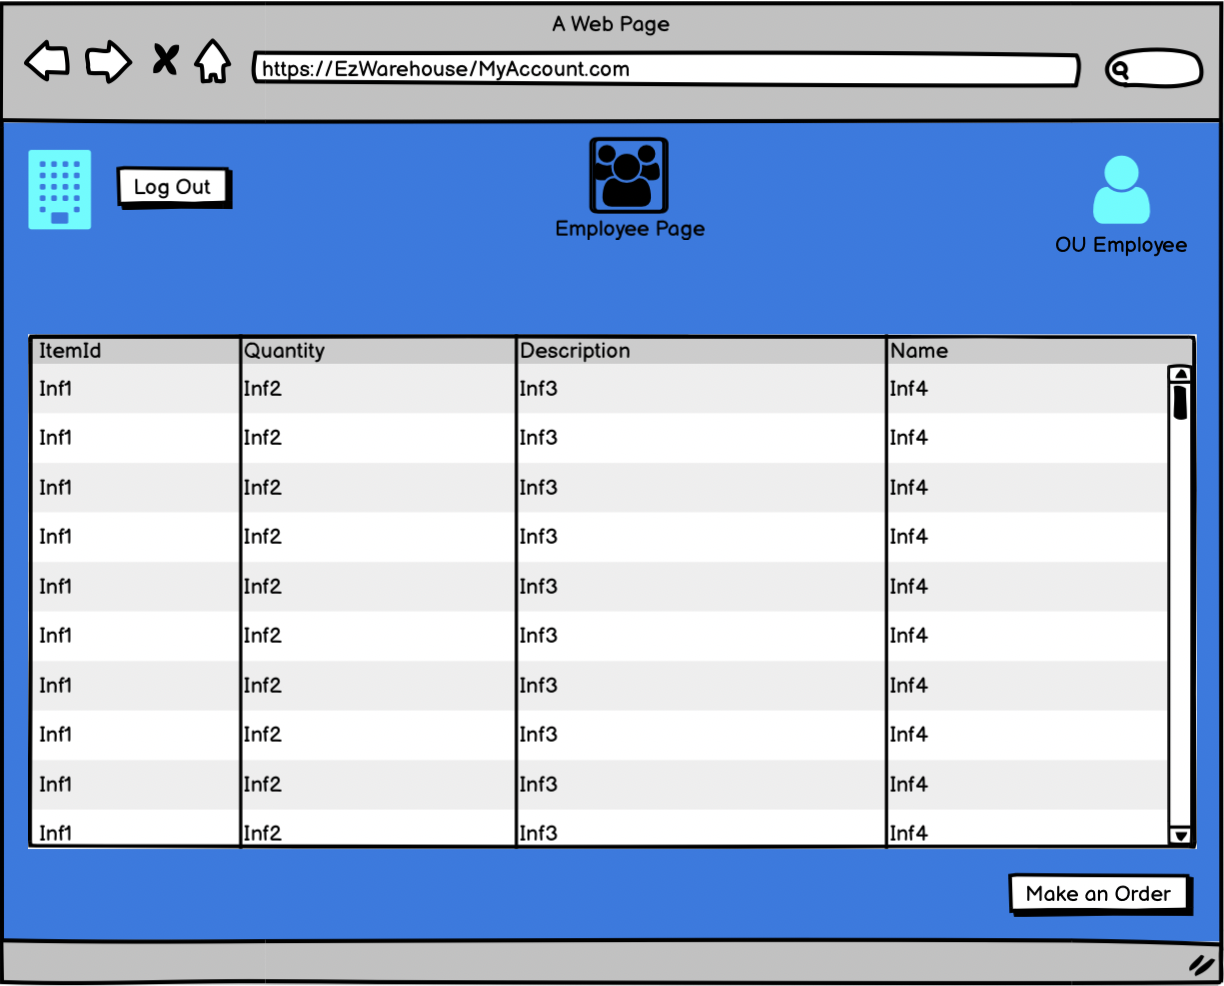 A Web Page
https://EzWarehouse/MyAccount.com
Log Out
Employee Page
OU Employee
ItemId Quantity Description Name
Inf1 Inf2 Inf3 Inf4
Inf1 Inf2 Inf3 Inf4
Inf1 Inf2 Inf3 Inf4
Inf1 Inf2 Inf3 Inf4
Inf1 Inf2 Inf3 Inf4
Inf1 Inf2 Inf3 Inf4
Inf1 Inf2 Inf3 Inf4
Inf1 Inf2 Inf3 Inf4
Inf1 Inf2 Inf3 Inf4
Inf1 Inf2 Inf3 Inf4
Make an Order